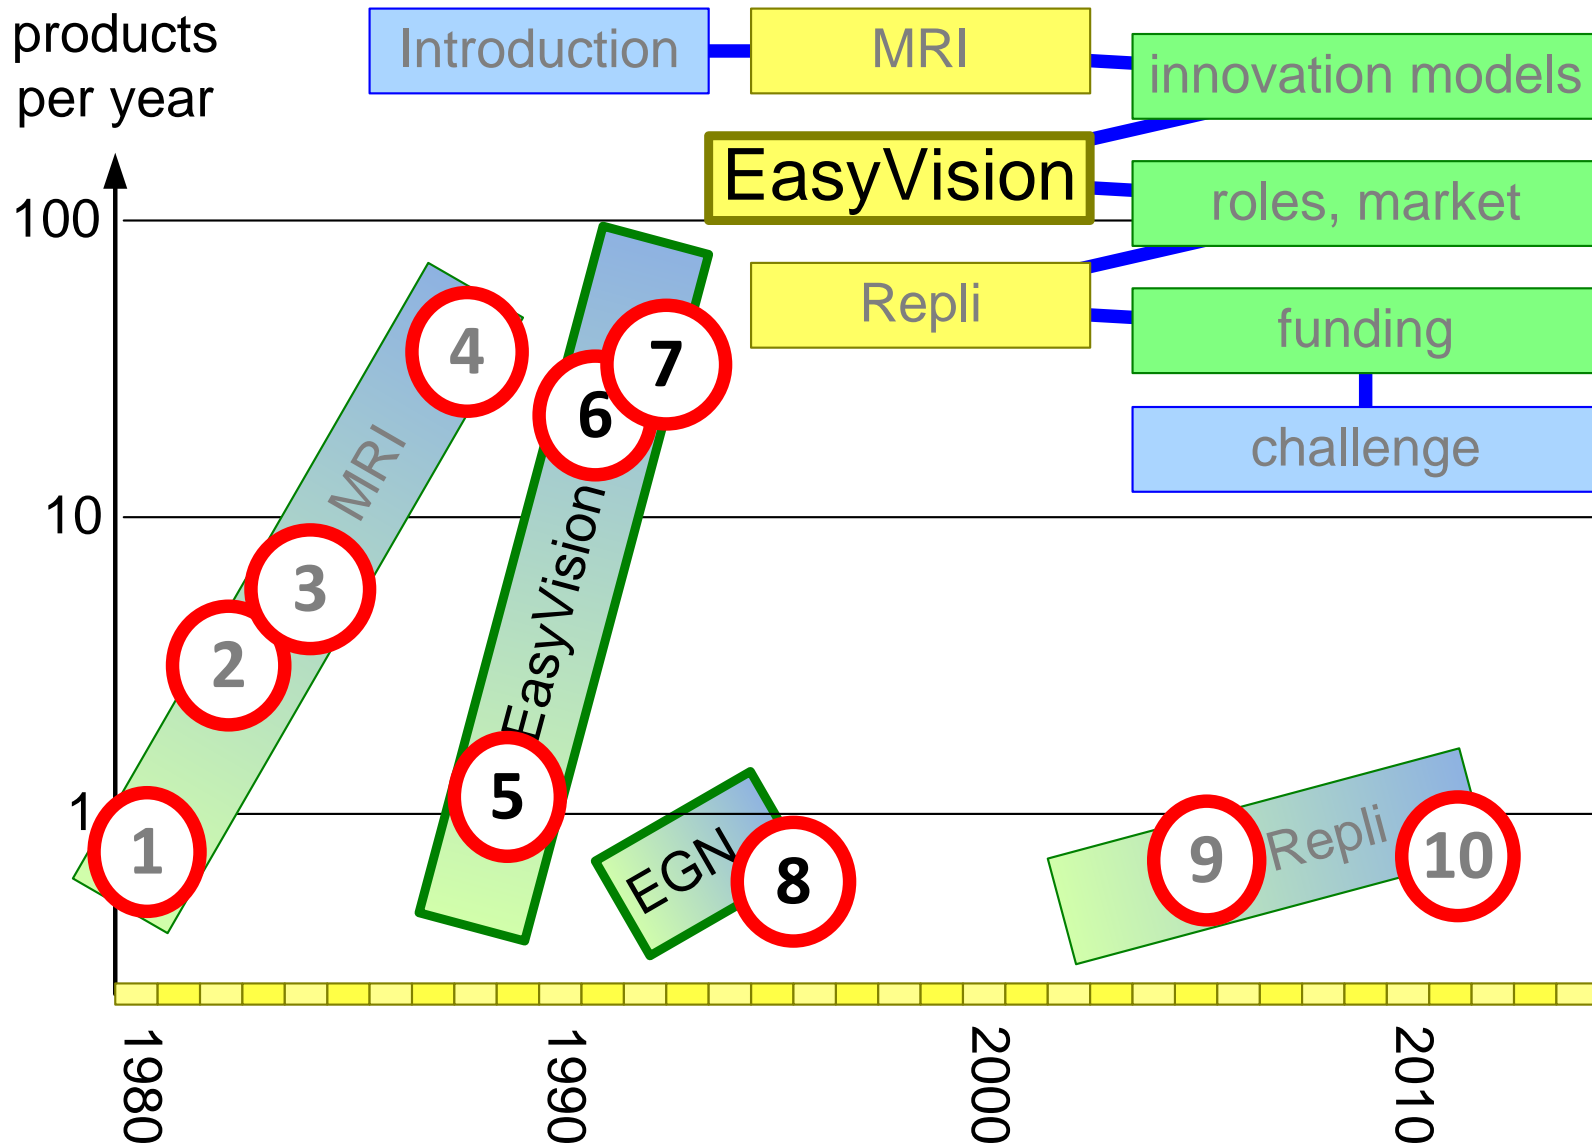 products
per year
Introduction
MRI
innovation models
EasyVision
roles, market
Repli
funding
challenge
100
10
1
4
MRI
3
2
1
7
6
EasyVision
5
EGN
8
9
Repli
10
1980
1990
2000
2010